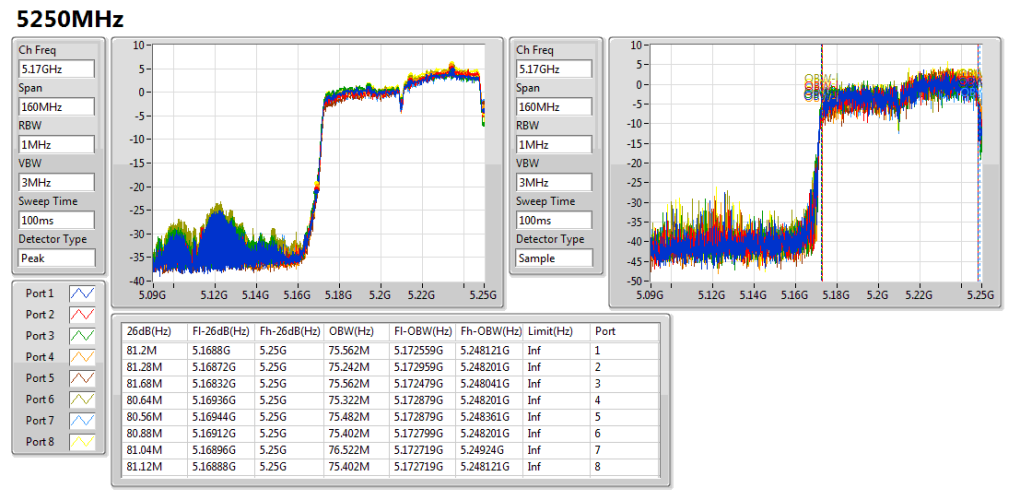 5250MHz
Ch Freq
5.17GHz
Span
160MHz
RBW
1MHz
VBW
3MHz
Sweep Time
100ms
Detector Type
Peak
10
5
0
-5
-10
-15
-20
-25
-30
-35
-40
5.09G 5.12G 5.14G 5.16G 5.18G 5.2G 5.22G 5.25G
Ch Freq
5.17GHz
Span
160MHz
RBW
1MHz
VBW
3MHz
Sweep Time
100ms
Detector Type
Sample
10
5
0
-5
-10
-15
-20
-25
-30
-35
-40
-45
-50
5.09G 5.12G 5.14G 5.16G 5.18G 5.2G 5.22G 5.25G
Port 1
Port 2
Port 3
Port 4
Port 5
Port 6
Port 7
Port 8
26dB(Hz) Fl-26dB(Hz) Fh-26dB(Hz) OBW(Hz) Fl-OBW(Hz) Fh-OBW(Hz) Limit(Hz) Port
81.2M 5.1688G 5.25G 75.562M 5.172559G 5.248121G Inf 1
81.28M 5.16872G 5.25G 75.242M 5.172959G 5.248201G Inf 2
81.68M 5.16832G 5.25G 75.562M 5.172479G 5.248041G Inf 3
80.64M 5.16936G 5.25G 75.322M 5.172879G 5.248201G Inf 4
80.56M 5.16944G 5.25G 75.482M 5.172879G 5.248361G Inf 5
80.88M 5.16912G 5.25G 75.402M 5.172799G 5.248201G Inf 6
81.04M 5.16896G 5.25G 76.522M 5.172719G 5.24924G Inf 7
81.12M 5.16888G 5.25G 75.402M 5.172719G 5.248121G Inf 8